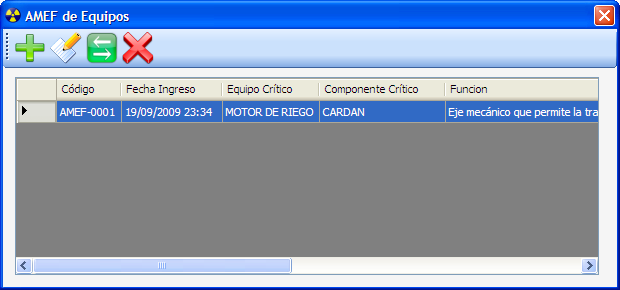 AMEF de Equipos
Código Fecha Ingreso Equipo Crítico Componente Crítico Funcion
AMEF-0001 19/09/2009 23:34 MOTOR DE RIEGO CARDAN Eje mecánico que permite la tra